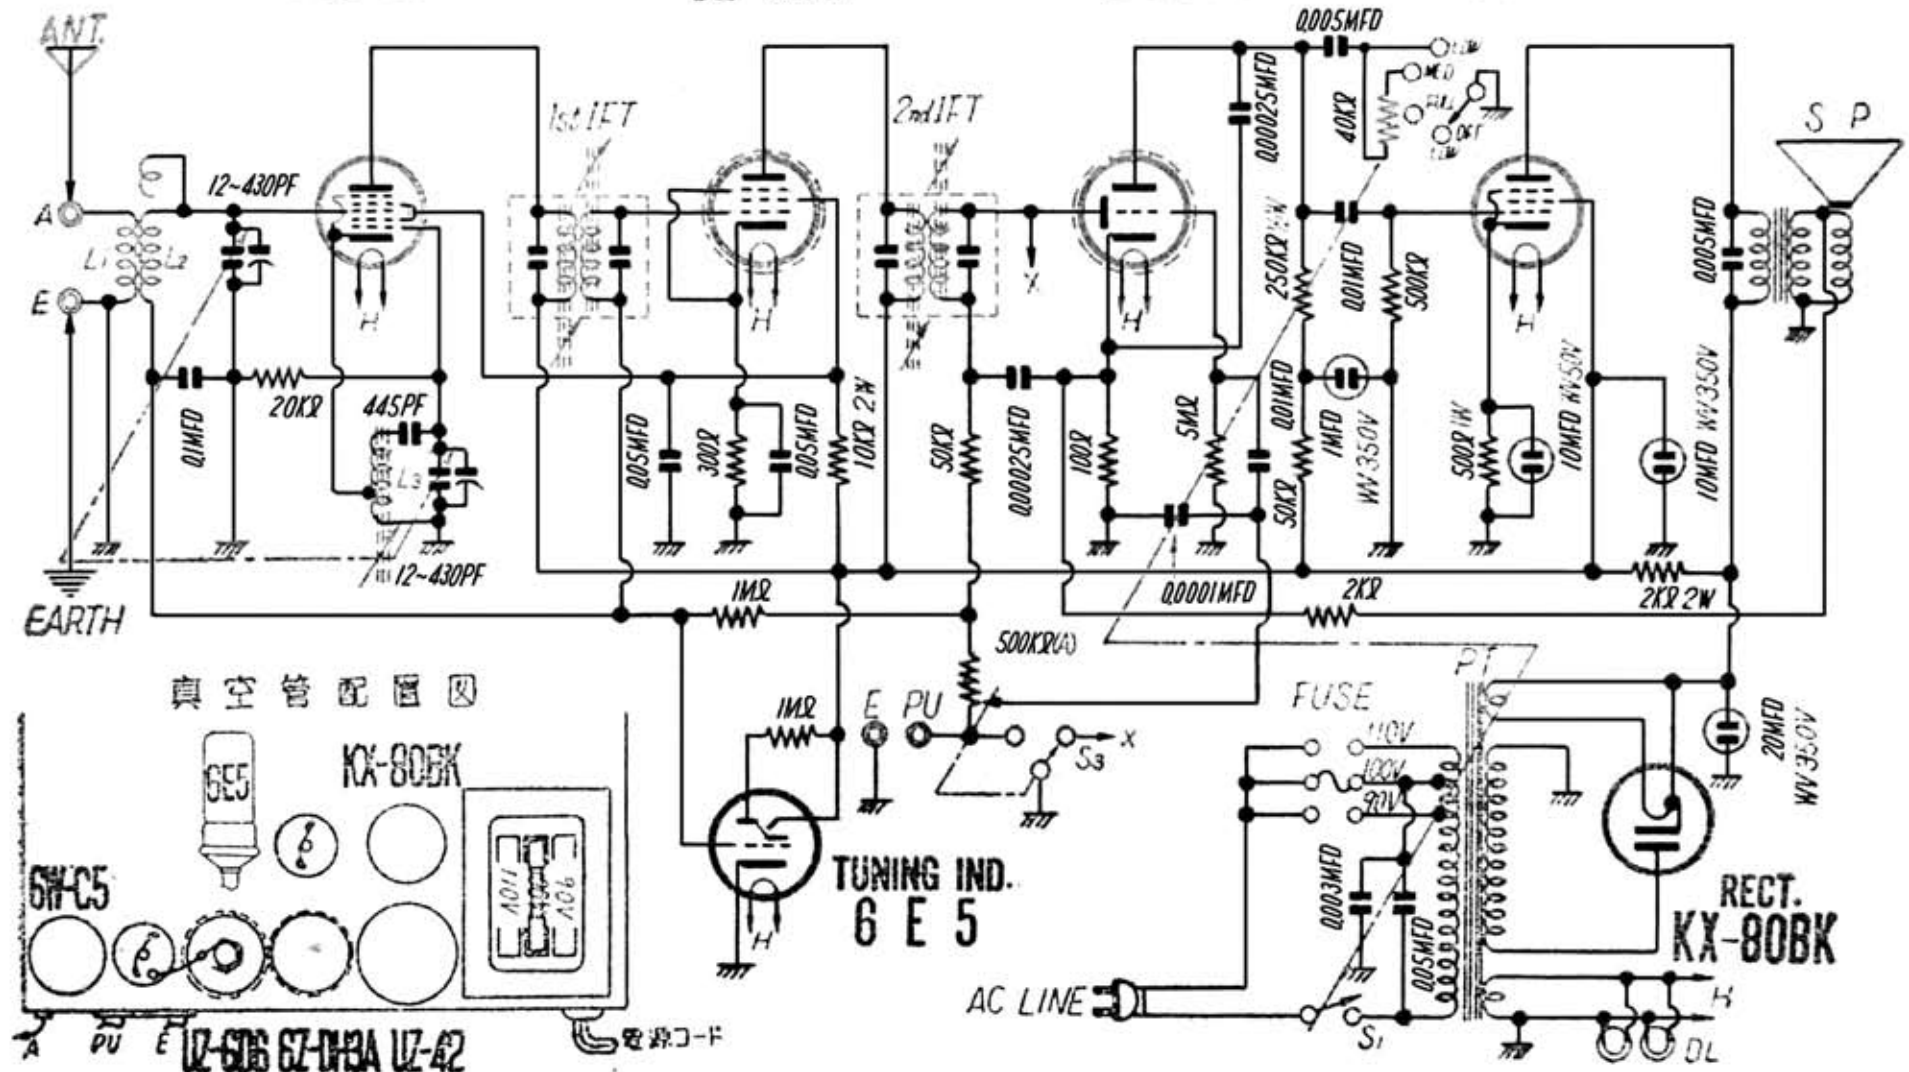 ANT.
A
E
EARTH
L1
L2
12~430PF
0.1MFD
20KΩ
445PF
L3
12~430PF
H
1st IFT
0.05MFD
H
300Ω
0.05MFD
10KΩ 2W
2nd IFT
50KΩ
0.00025MFD
X
H
100Ω
5MΩ
0.0001MFD
0.00025MFD
0.005MFD
40KΩ
LOW
MED
FULL
OFF
250KΩ
0.01MFD
500KΩ
0.01MFD
1MFD
WV350V
50KΩ
H
500Ω 1W
10MFD WV50V
10MFD WV350V
0.005MFD
S P
2KΩ
2KΩ 2W
1MΩ
500KΩ(A)
1MΩ
E
PU
S3
X
H
TUNING IND.
6 E 5
FUSE
110V
100V
90V
PT
0.003MFD
0.05MFD
AC LINE
S1
20MFD
WV350V
RECT.
KX-80BK
H
DL
真空管配置図
6E5
KX-80BK
6W-C5
A
PU
E
UZ-6D6 6Z-DH3A UZ-42
電源コード